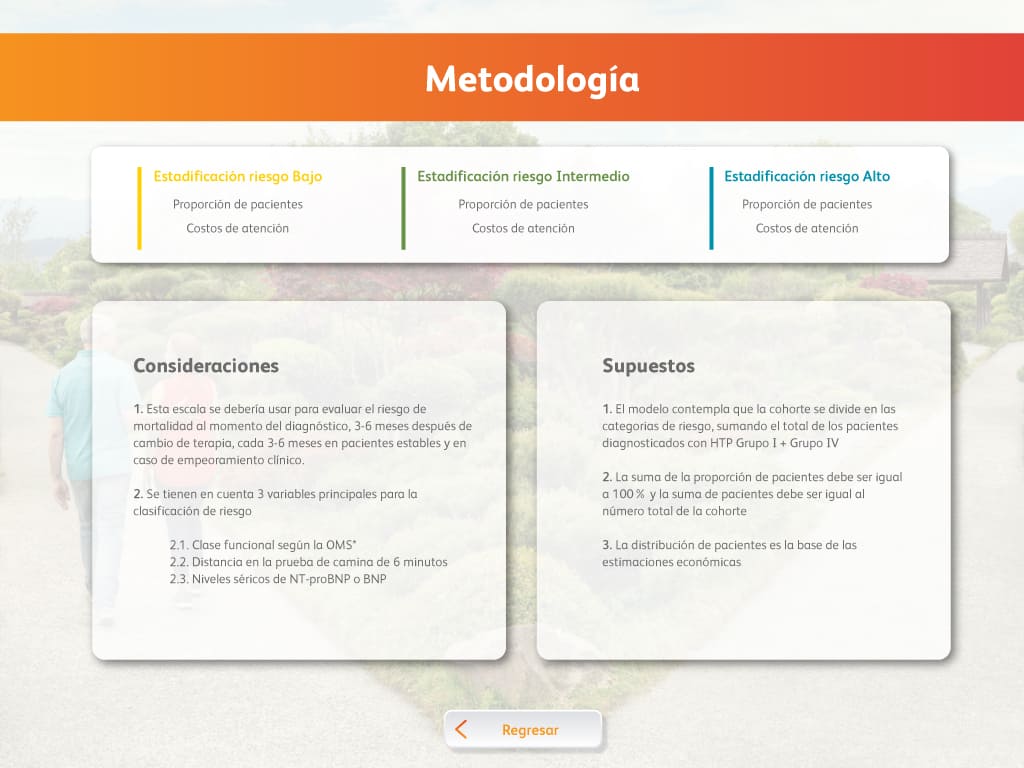 Metodología
Estadificación riesgo Bajo
Proporción de pacientes
Costos de atención
Estadificación riesgo Intermedio
Proporción de pacientes
Costos de atención
Estadificación riesgo Alto
Proporción de pacientes
Costos de atención
Consideraciones
1. Esta escala se debería usar para evaluar el riesgo de
mortalidad al momento del diagnóstico, 3-6 meses después de
cambio de terapia, cada 3-6 meses en pacientes estables y en
caso de empeoramiento clínico.
2. Se tienen en cuenta 3 variables principales para la
clasificación de riesgo
2.1. Clase funcional según la OMS*
2.2. Distancia en la prueba de camina de 6 minutos
2.3. Niveles séricos de NT-proBNP o BNP
Supuestos
1. El modelo contempla que la cohorte se divide en las
categorias de riesgo, sumando el total de los pacientes
diagnosticados con HTP Grupo I + Grupo IV
2. La suma de la proporción de pacientes debe ser igual
a 100% y la suma de pacientes debe ser igual al
número total de la cohorte
3. La distribución de pacientes es la base de las
estimaciones económicas
Regresar